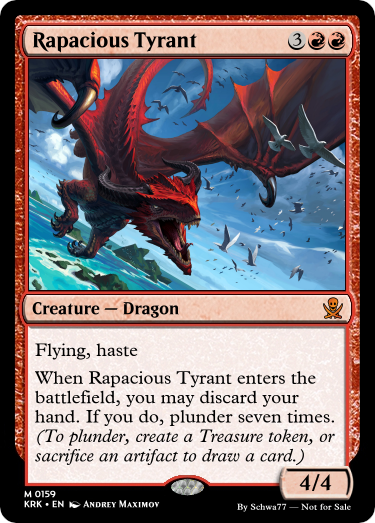 Rapacious Tyrant 3
Creature — Dragon
Flying, haste
When Rapacious Tyrant enters the
battlefield, you may discard your
hand. If you do, plunder seven times.
(To plunder, create a Treasure token, or
sacrifice an artifact to draw a card.)
4/4
M 0159
KRK • EN Andrey Maximov
By Schwa77 — Not for Sale